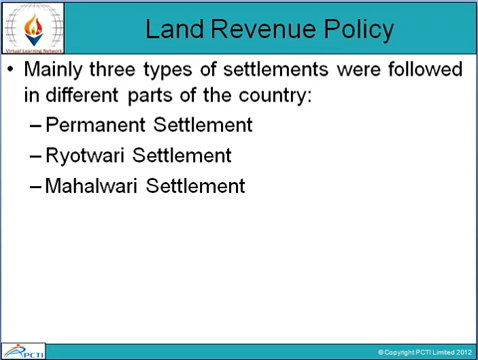 Land Revenue Policy
Virtual Learning Network
• Mainly three types of settlements were followed
in different parts of the country:
– Permanent Settlement
– Ryotwari Settlement
– Mahalwari Settlement
PCTI
©Copyright PCTI Limited 2012